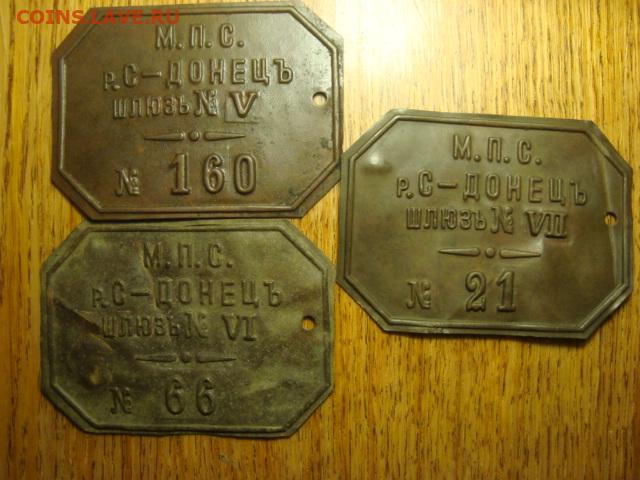 COINS.LAVE.RU
М.П.С.
р. С–ДОНЕЦЪ
ШЛЮЗЪ № V
№ 160
М.П.С.
р. С–ДОНЕЦЪ
ШЛЮЗЪ № VII
№ 21
М.П.С.
р. С–ДОНЕЦЪ
ШЛЮЗЪ № VI
№ 66